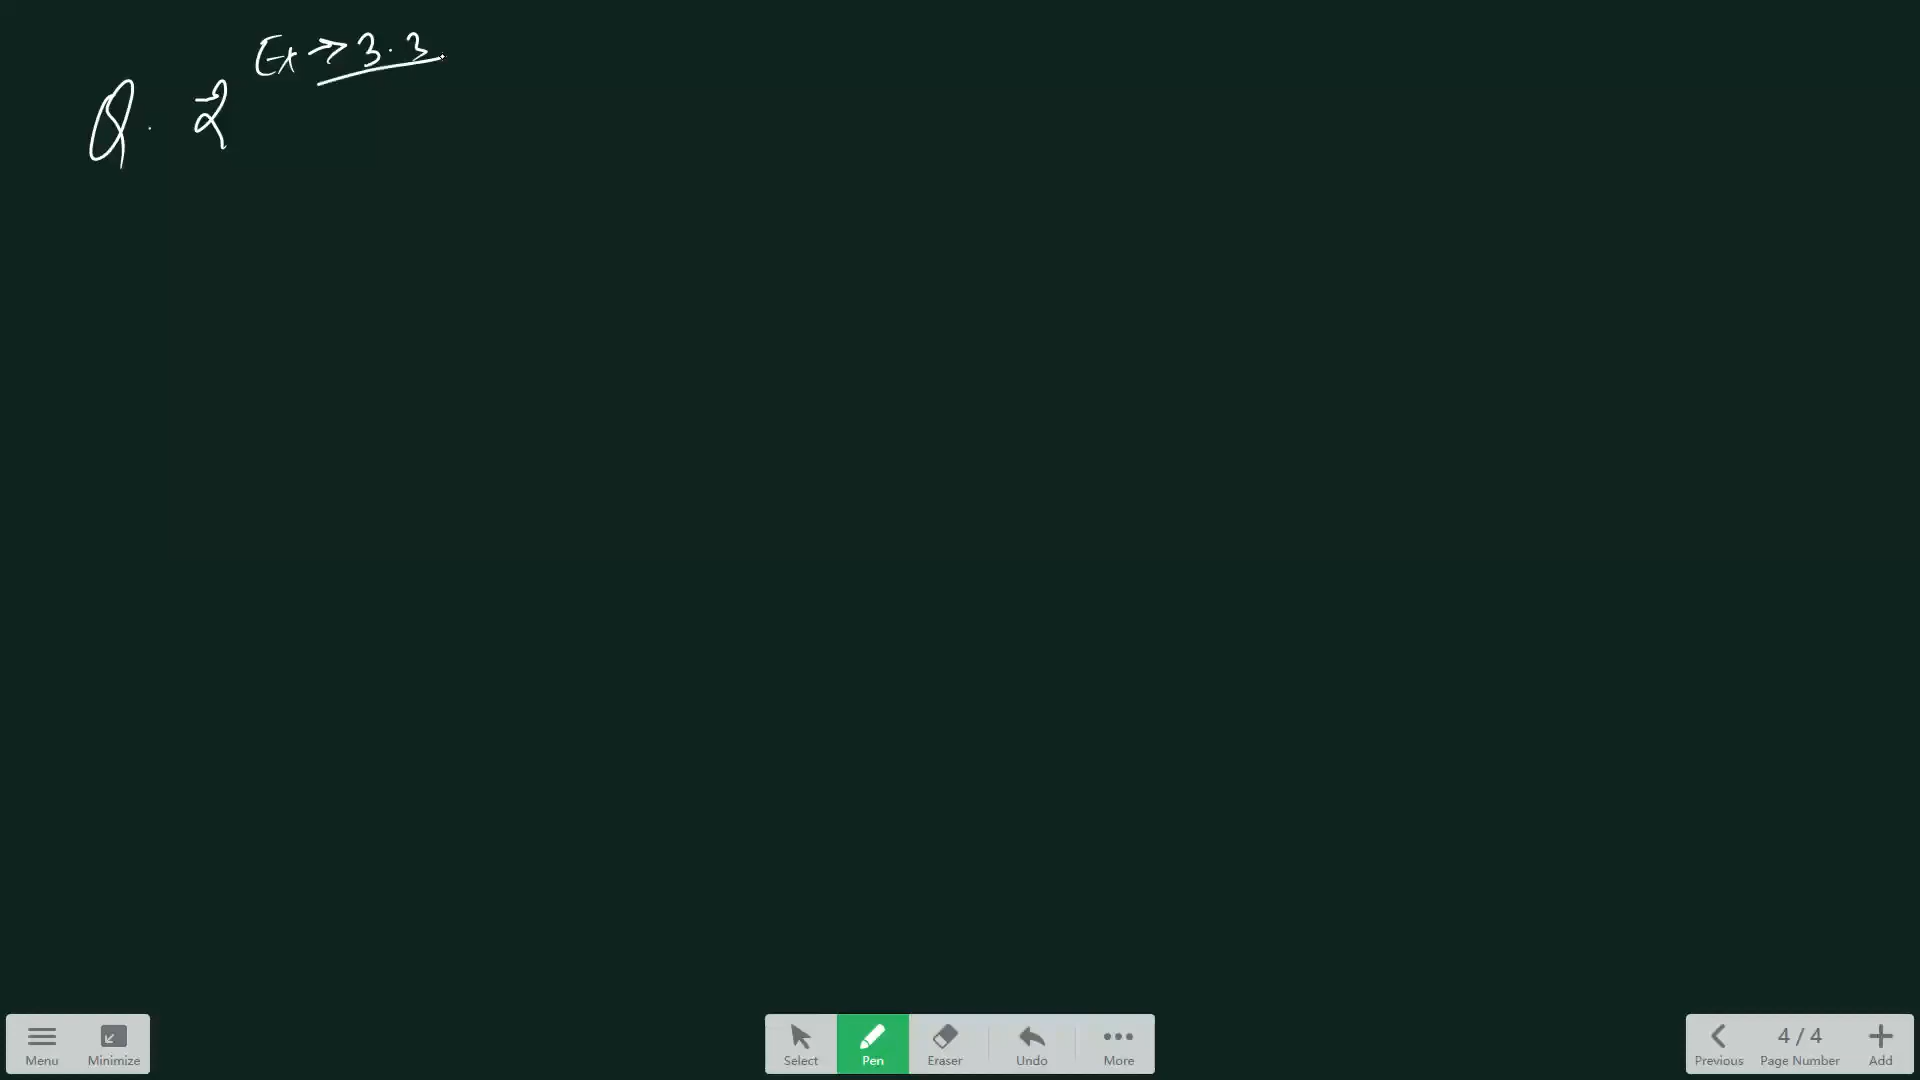 Ex → 3.3
Q. 2
Menu Minimize Select Pen Eraser Undo More Previous 4 / 4 Page Number Add